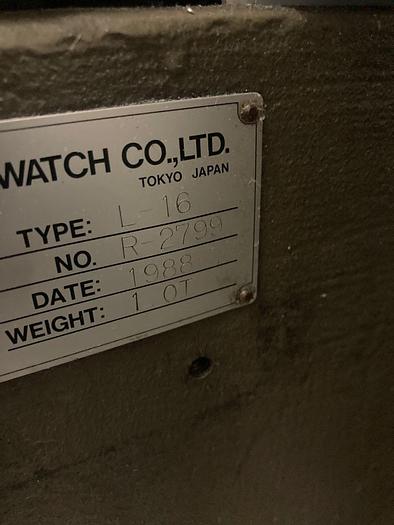 WATCH CO.,LTD.
TOKYO JAPAN
TYPE: L-16
NO. R-2799
DATE: 1988
WEIGHT: 1.0T